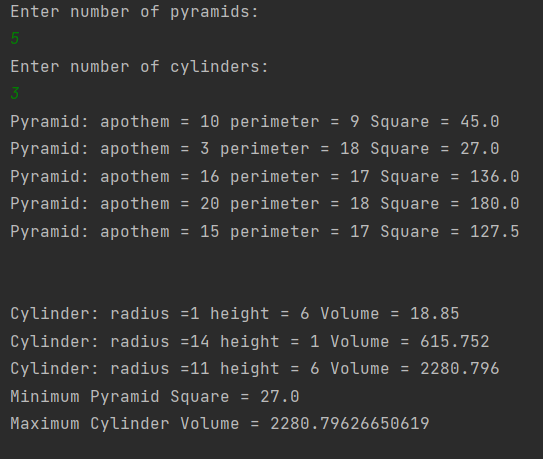 Enter number of pyramids:
5
Enter number of cylinders:
3
Pyramid: apothem = 10 perimeter = 9 Square = 45.0
Pyramid: apothem = 3 perimeter = 18 Square = 27.0
Pyramid: apothem = 16 perimeter = 17 Square = 136.0
Pyramid: apothem = 20 perimeter = 18 Square = 180.0
Pyramid: apothem = 15 perimeter = 17 Square = 127.5
Cylinder: radius =1 height = 6 Volume = 18.85
Cylinder: radius =14 height = 1 Volume = 615.752
Cylinder: radius =11 height = 6 Volume = 2280.796
Minimum Pyramid Square = 27.0
Maximum Cylinder Volume = 2280.79626650619